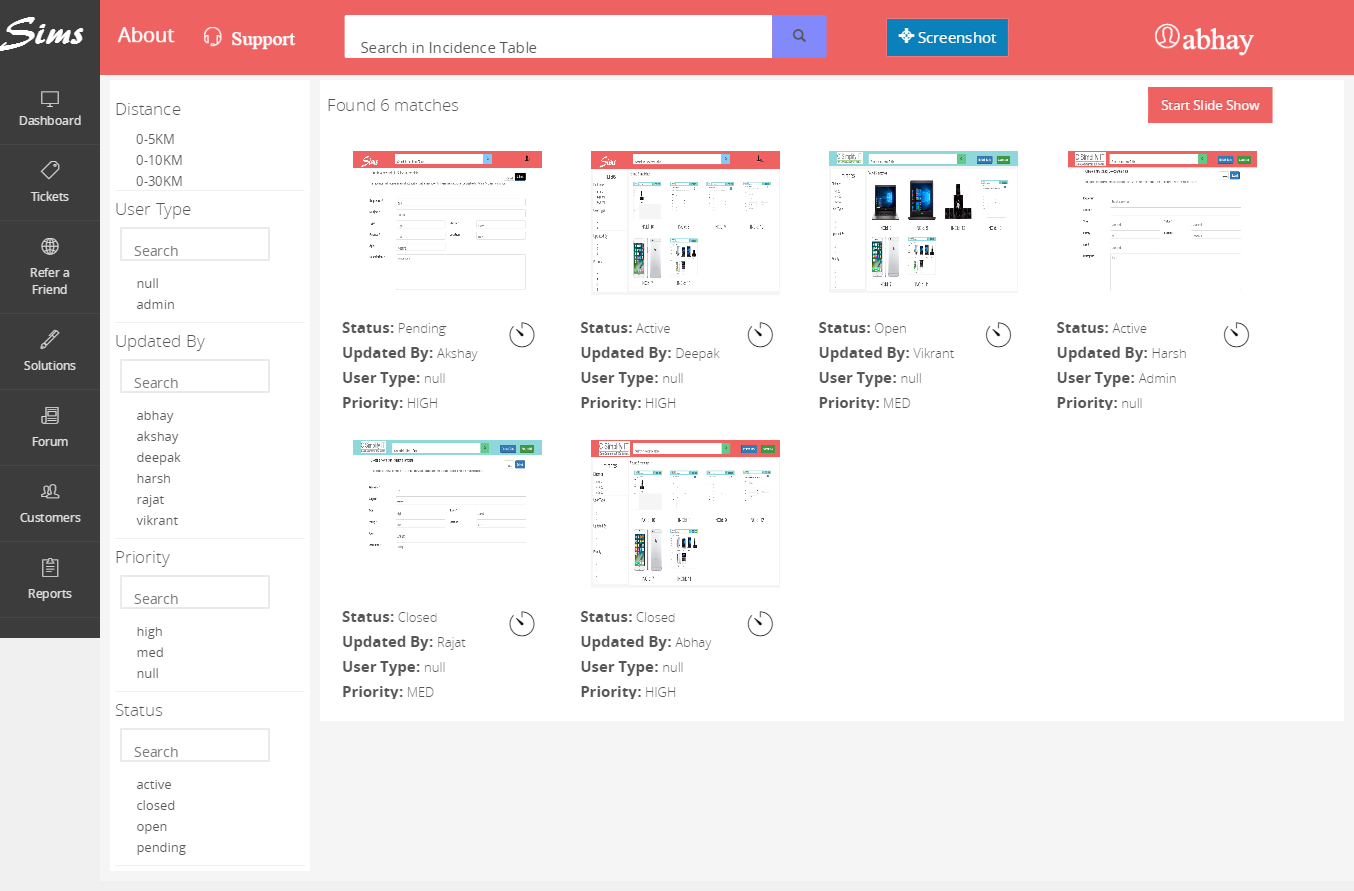 Sims
About
Support
Search in Incidence Table
Screenshot
abhay
Dashboard
Tickets
Refer a
Friend
Solutions
Forum
Customers
Reports
Distance
0-5KM
0-10KM
0-30KM
User Type
Search
null
admin
Updated By
Search
abhay
akshay
deepak
harsh
rajat
vikrant
Priority
Search
high
med
null
Status
Search
active
closed
open
pending
Found 6 matches
Start Slide Show
Sims
Status: Pending
Updated By: Akshay
User Type: null
Priority: HIGH
Sims
Status: Active
Updated By: Deepak
User Type: null
Priority: HIGH
Status: Open
Updated By: Vikrant
User Type: null
Priority: MED
Status: Active
Updated By: Harsh
User Type: Admin
Priority: null
Status: Closed
Updated By: Rajat
User Type: null
Priority: MED
Status: Closed
Updated By: Abhay
User Type: null
Priority: HIGH